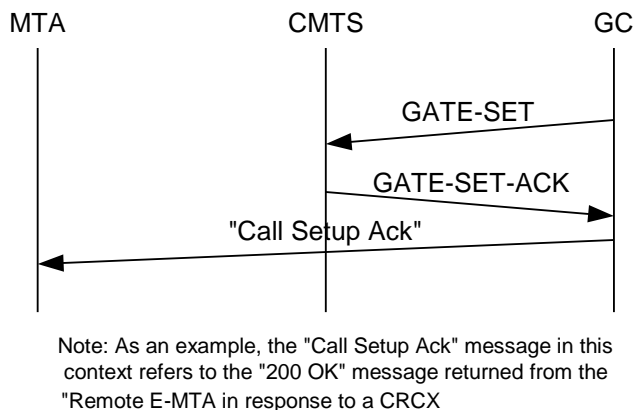 MTA CMTS GC
GATE-SET
GATE-SET-ACK
"Call Setup Ack"
Note: As an example, the "Call Setup Ack" message in this
context refers to the "200 OK" message returned from the
"Remote E-MTA in response to a CRCX